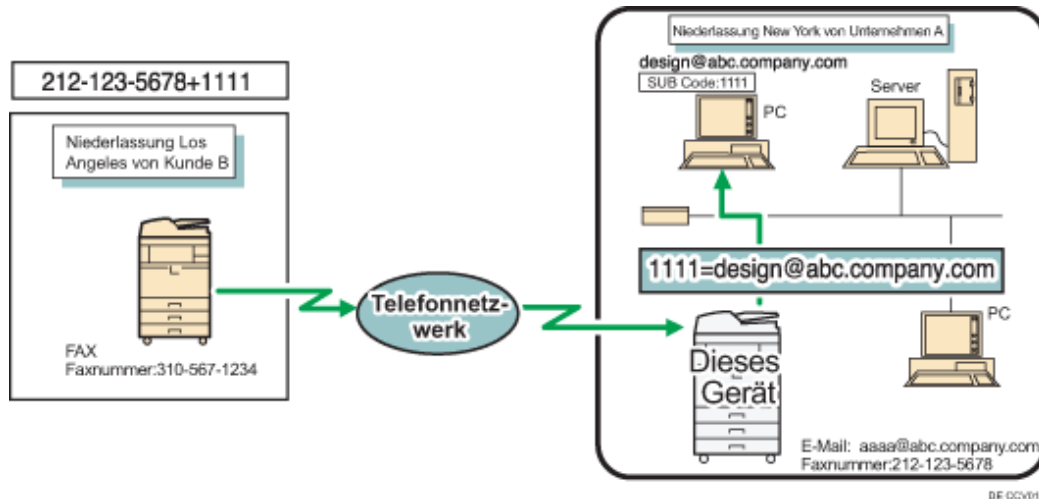 212-123-5678+1111
Niederlassung Los
Angeles von Kunde B
FAX
Faxnummer:310-567-1234
Telefonnetz-
werk
Niederlassung New York von Unternehmen A
design@abc.company.com
SUB Code:1111
PC
Server
1111=design@abc.company.com
PC
Dieses
Gerät
E-Mail: aaaa@abc.company.com
Faxnummer:212-123-5678
DE CCV01